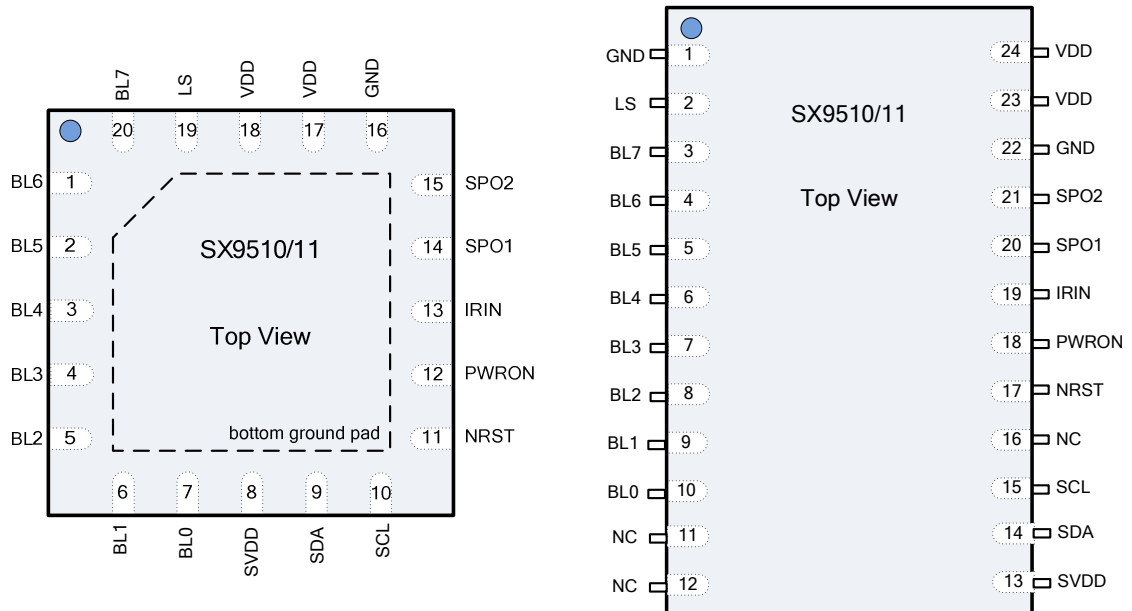 BL7 LS VDD VDD GND
20 19 18 17 16
BL6 1 15 SPO2
BL5 2 14 SPO1
SX9510/11
BL4 3 13 IRIN
Top View
BL3 4 12 PWRON
BL2 5 11 NRST
bottom ground pad
6 7 8 9 10
BL1 BL0 SVDD SDA SCL
GND 1 24 VDD
LS 2 23 VDD
SX9510/11
BL7 3 22 GND
BL6 4 21 SPO2
Top View
BL5 5 20 SPO1
BL4 6 19 IRIN
BL3 7 18 PWRON
BL2 8 17 NRST
BL1 9 16 NC
BL0 10 15 SCL
NC 11 14 SDA
NC 12 13 SVDD